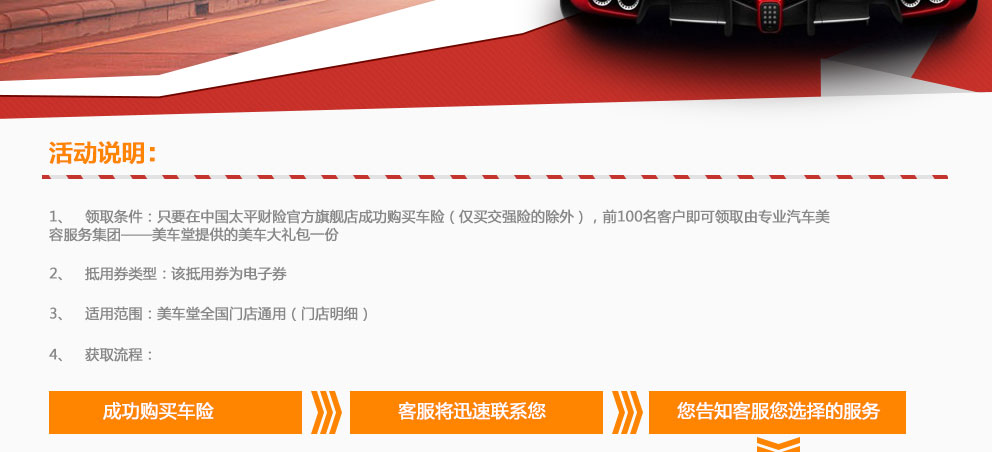 活动说明：
1、 领取条件：只要在中国太平财险官方旗舰店成功购买车险（仅买交强险的除外），前100名客户即可领取由专业汽车美
容服务集团——美车堂提供的美车大礼包一份
2、 抵用券类型：该抵用券为电子券
3、 适用范围：美车堂全国门店通用（门店明细）
4、 获取流程：
成功购买车险
客服将迅速联系您
您告知客服您选择的服务